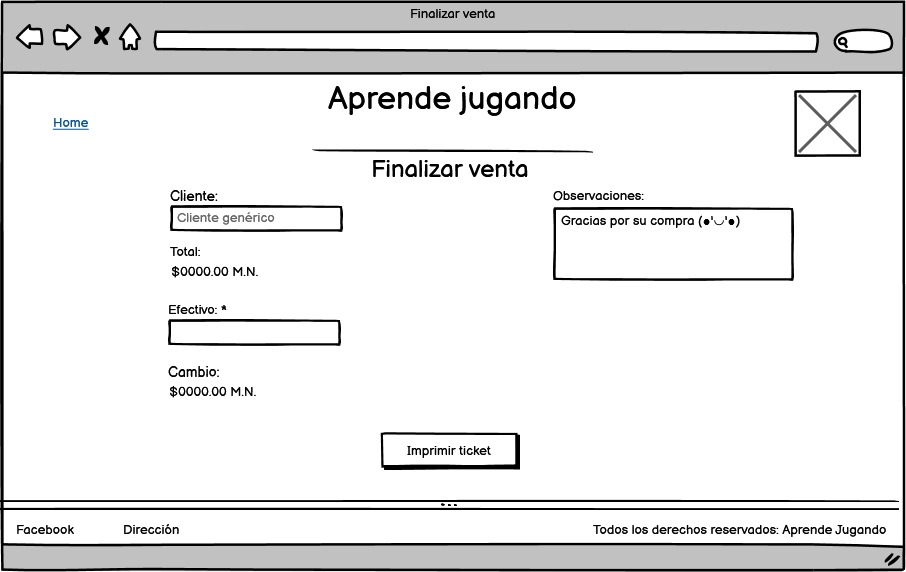 Finalizar venta
Aprende jugando
Home
Finalizar venta
Cliente:
Cliente genérico
Observaciones:
Gracias por su compra (●'◡'●)
Total:
$0000.00 M.N.
Efectivo: *
Cambio:
$0000.00 M.N.
Imprimir ticket
Facebook
Dirección
Todos los derechos reservados: Aprende Jugando